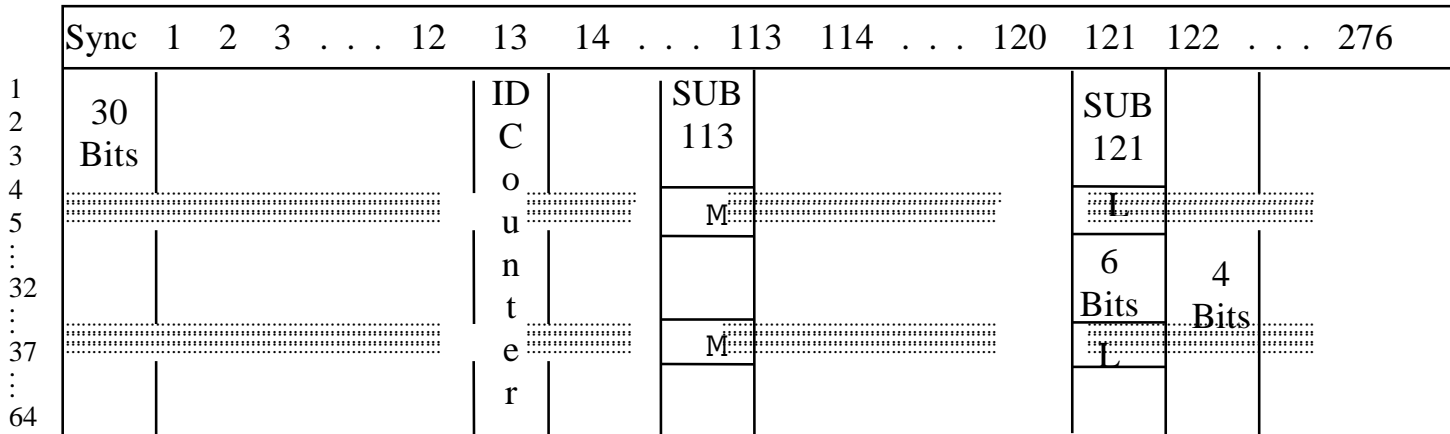 Sync 1 2 3 . . . 12 13 14 . . . 113 114 . . . 120 121 122 . . . 276
1
2
3
4
5
:
32
:
37
:
64
30
Bits
ID
C
o
u
n
t
e
r
SUB
113
M
M
SUB
121
L
6
Bits
L
4
Bits